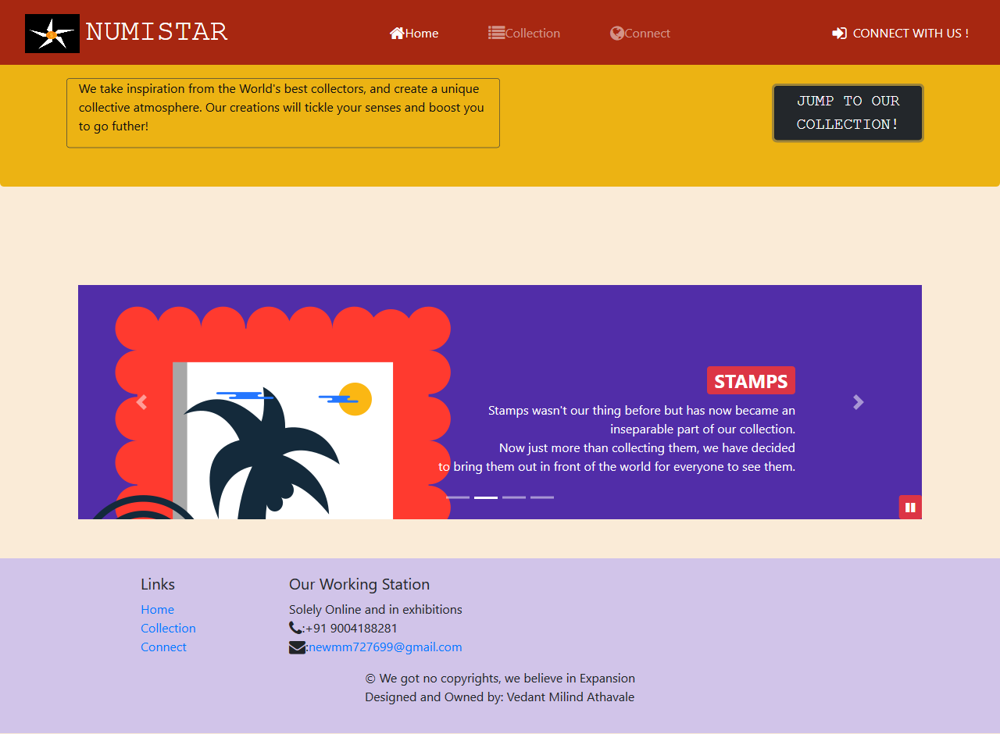 NUMISTAR
Home
Collection
Connect
CONNECT WITH US !
We take inspiration from the World's best collectors, and create a unique
collective atmosphere. Our creations will tickle your senses and boost you
to go futher!
JUMP TO OUR
COLLECTION!
STAMPS
Stamps wasn't our thing before but has now became an
inseparable part of our collection.
Now just more than collecting them, we have decided
to bring them out in front of the world for everyone to see them.
Links
Home
Collection
Connect
Our Working Station
Solely Online and in exhibitions
:+91 9004188281
:newmm727699@gmail.com
© We got no copyrights, we believe in Expansion
Designed and Owned by: Vedant Milind Athavale